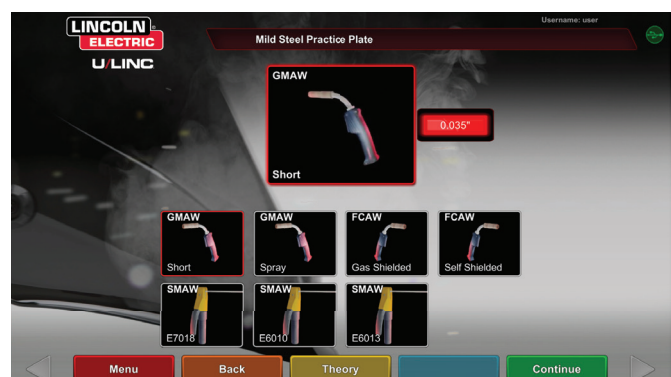 Username: user
LINCOLN
ELECTRIC
U/LINC
Mild Steel Practice Plate
GMAW
Short
0.035"
GMAW
Short
GMAW
Spray
FCAW
Gas Shielded
FCAW
Self Shielded
SMAW
E7018
SMAW
E6010
SMAW
E6013
Menu
Back
Theory
Continue